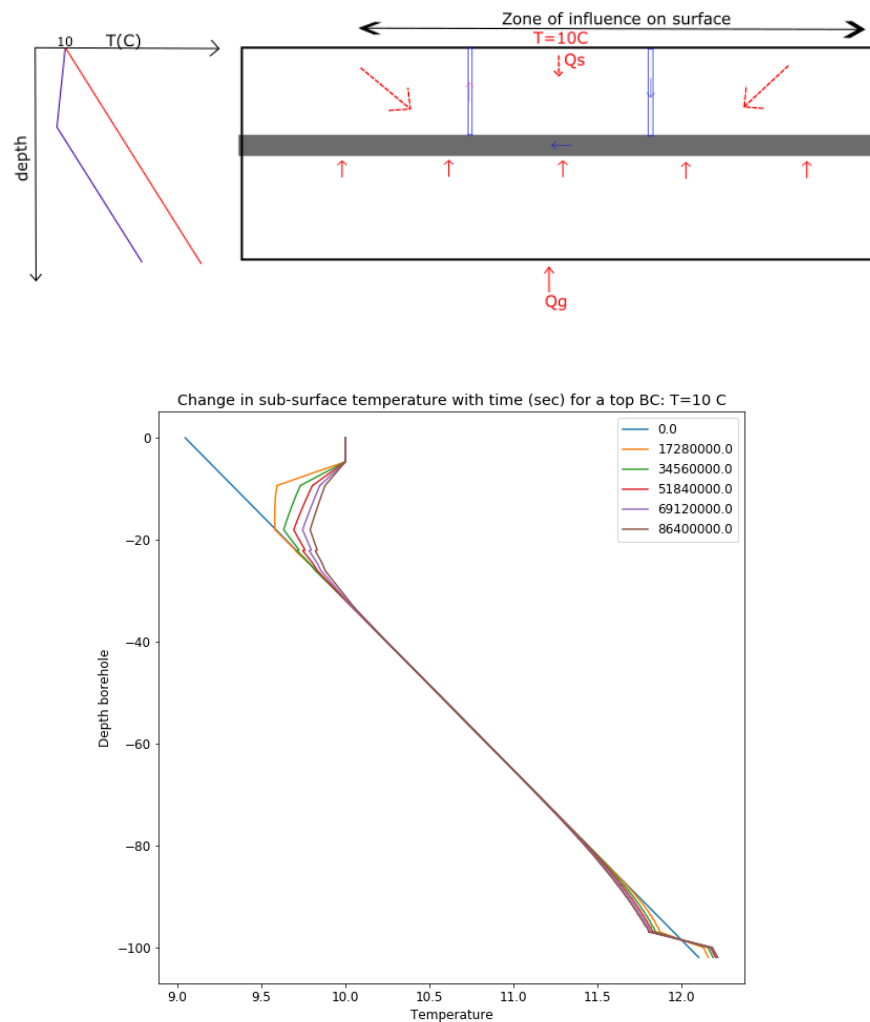 Zone of influence on surface
10
T(C)
T=10C
Qs
depth
Qg
Change in sub-surface temperature with time (sec) for a top BC: T=10 C
0.0
17280000.0
34560000.0
51840000.0
69120000.0
86400000.0
0
−20
−40
−60
−80
−100
Depth borehole
9.0 9.5 10.0 10.5 11.0 11.5 12.0
Temperature